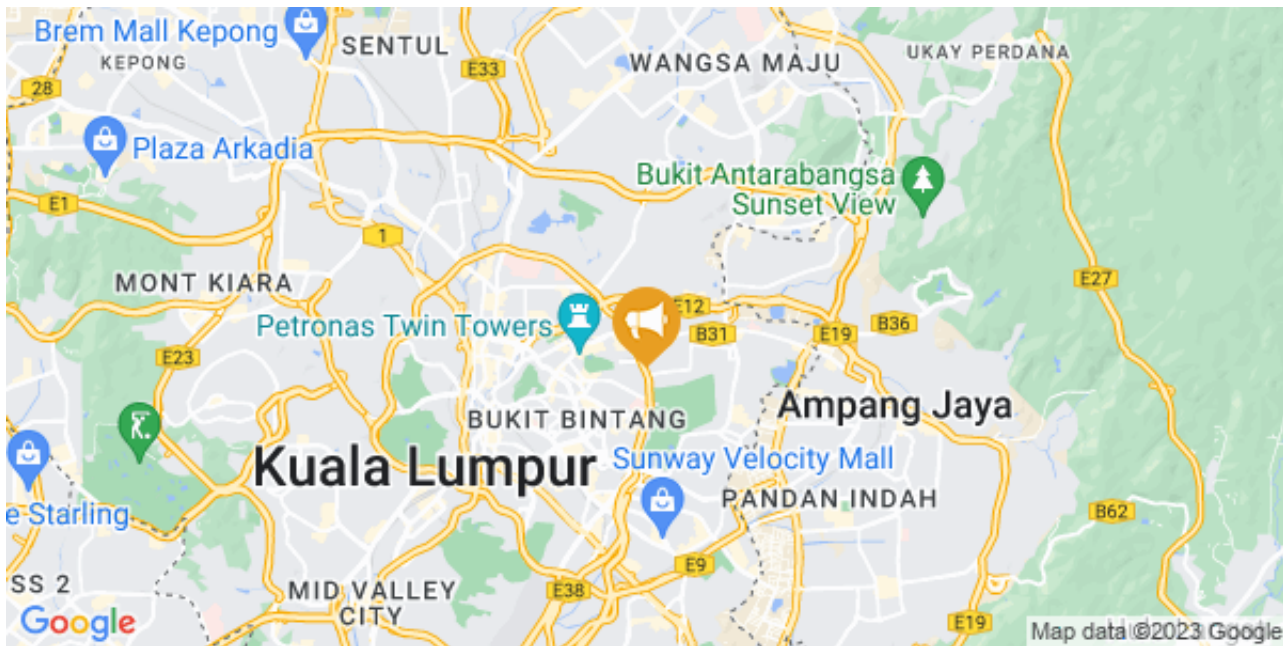 Brem Mall Kepong
KEPONG
SENTUL
E33
WANGSA MAJU
UKAY PERDANA
28
Plaza Arkadia
Bukit Antarabangsa
Sunset View
E1
1
MONT KIARA
E27
E12
Petronas Twin Towers
B31
E19
B36
E23
Ampang Jaya
BUKIT BINTANG
Kuala Lumpur
Sunway Velocity Mall
PANDAN INDAH
e Starling
B62
E9
SS 2
MID VALLEY
CITY
E38
E19
Google
Map data ©2023 Google